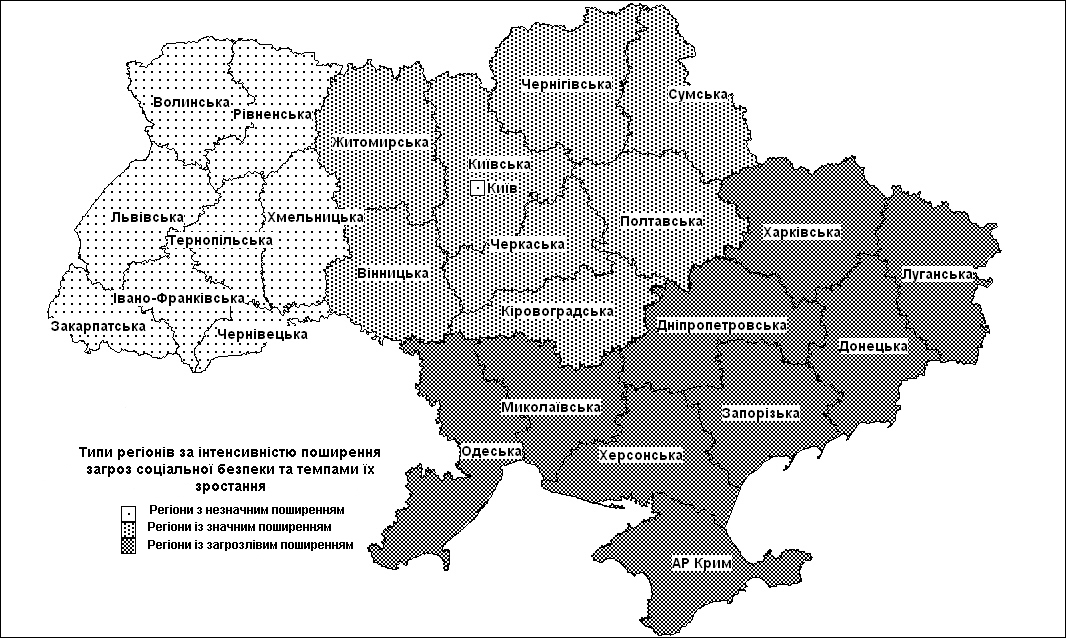 Чернігівська
Сумська
Волинська
Рівненська
Житомирська
Київська
Київ
Львівська
Хмельницька
Тернопільська
Полтавська
Харківська
Черкаська
Вінницька
Луганська
Івано-Франківська
Кіровоградська
Закарпатська
Чернівецька
Дніпропетровська
Донецька
Миколаївська
Запорізька
Одеська
Херсонська
АР Крим
Типи регіонів за інтенсивністю поширення
загроз соціальної безпеки та темпами їх
зростання
Регіони з незначним поширенням
Регіони із значним поширенням
Регіони із загрозлівим поширенням